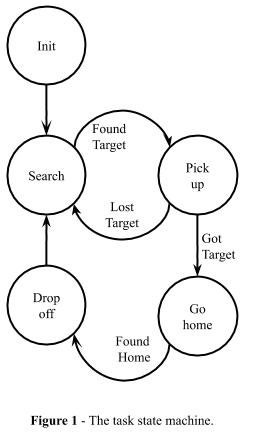 Init
Found
Target
Search
Pick
up
Lost
Target
Got
Target
Drop
off
Go
home
Found
Home
Figure 1 - The task state machine.